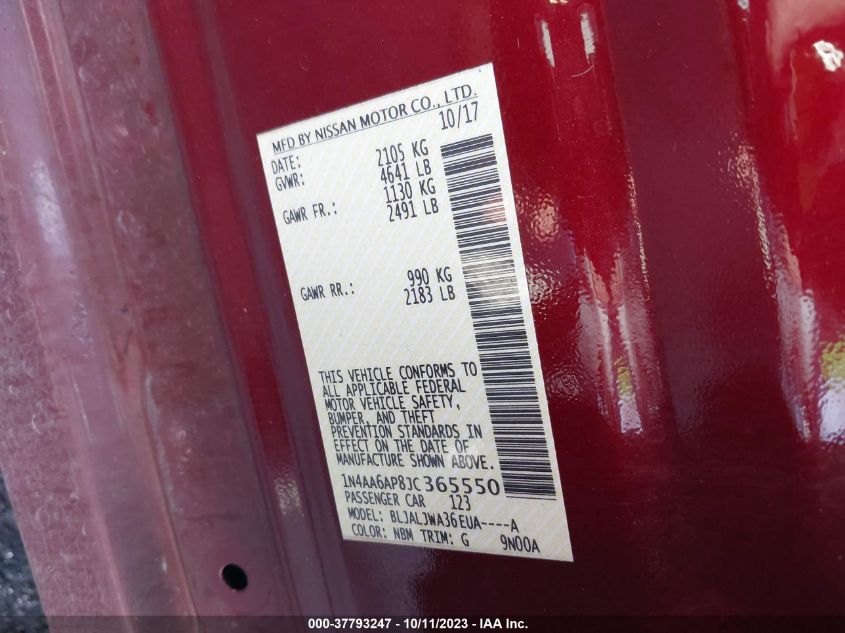 MFD BY NISSAN MOTOR CO., LTD.
DATE: 10/17
GVWR: 2105 KG
4641 LB
GAWR FR.: 1130 KG
2491 LB
GAWR RR.: 990 KG
2183 LB
THIS VEHICLE CONFORMS TO
ALL APPLICABLE FEDERAL
MOTOR VEHICLE SAFETY,
BUMPER, AND THEFT
PREVENTION STANDARDS IN
EFFECT ON THE DATE OF
MANUFACTURE SHOWN ABOVE.
1N4AA6AP8JC365550
PASSENGER CAR 123
MODEL: BLJALJWA36EUA----A
COLOR: NBM TRIM: G 9N00A
000-37793247 - 10/11/2023 - IAA Inc.